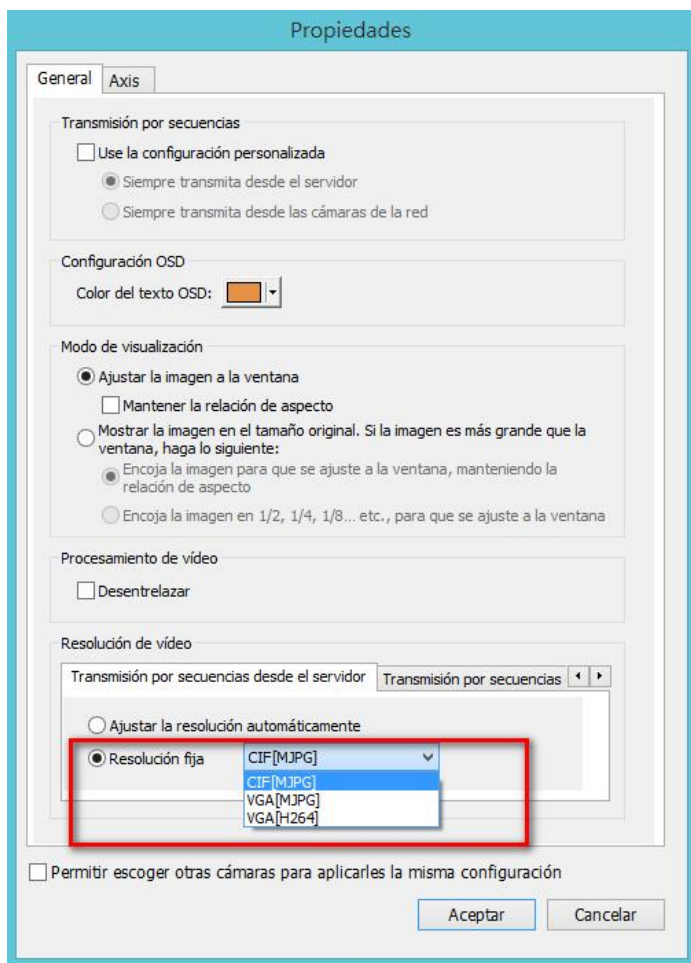 Propiedades
General
Axis
Transmisión por secuencias
Use la configuración personalizada
Siempre transmita desde el servidor
Siempre transmita desde las cámaras de la red
Configuración OSD
Color del texto OSD:
Modo de visualización
Ajustar la imagen a la ventana
Mantener la relación de aspecto
Mostrar la imagen en el tamaño original. Si la imagen es más grande que la
ventana, haga lo siguiente:
Encoja la imagen para que se ajuste a la ventana, manteniendo la
relación de aspecto
Encoja la imagen en 1/2, 1/4, 1/8... etc., para que se ajuste a la ventana
Procesamiento de vídeo
Desentrelazar
Resolución de vídeo
Transmisión por secuencias desde el servidor
Transmisión por secuencias
Ajustar la resolución automáticamente
Resolución fija
CIF[MJPG]
CIF[MJPG]
VGA[MJPG]
VGA[H264]
Permitir escoger otras cámaras para aplicarles la misma configuración
Aceptar
Cancelar